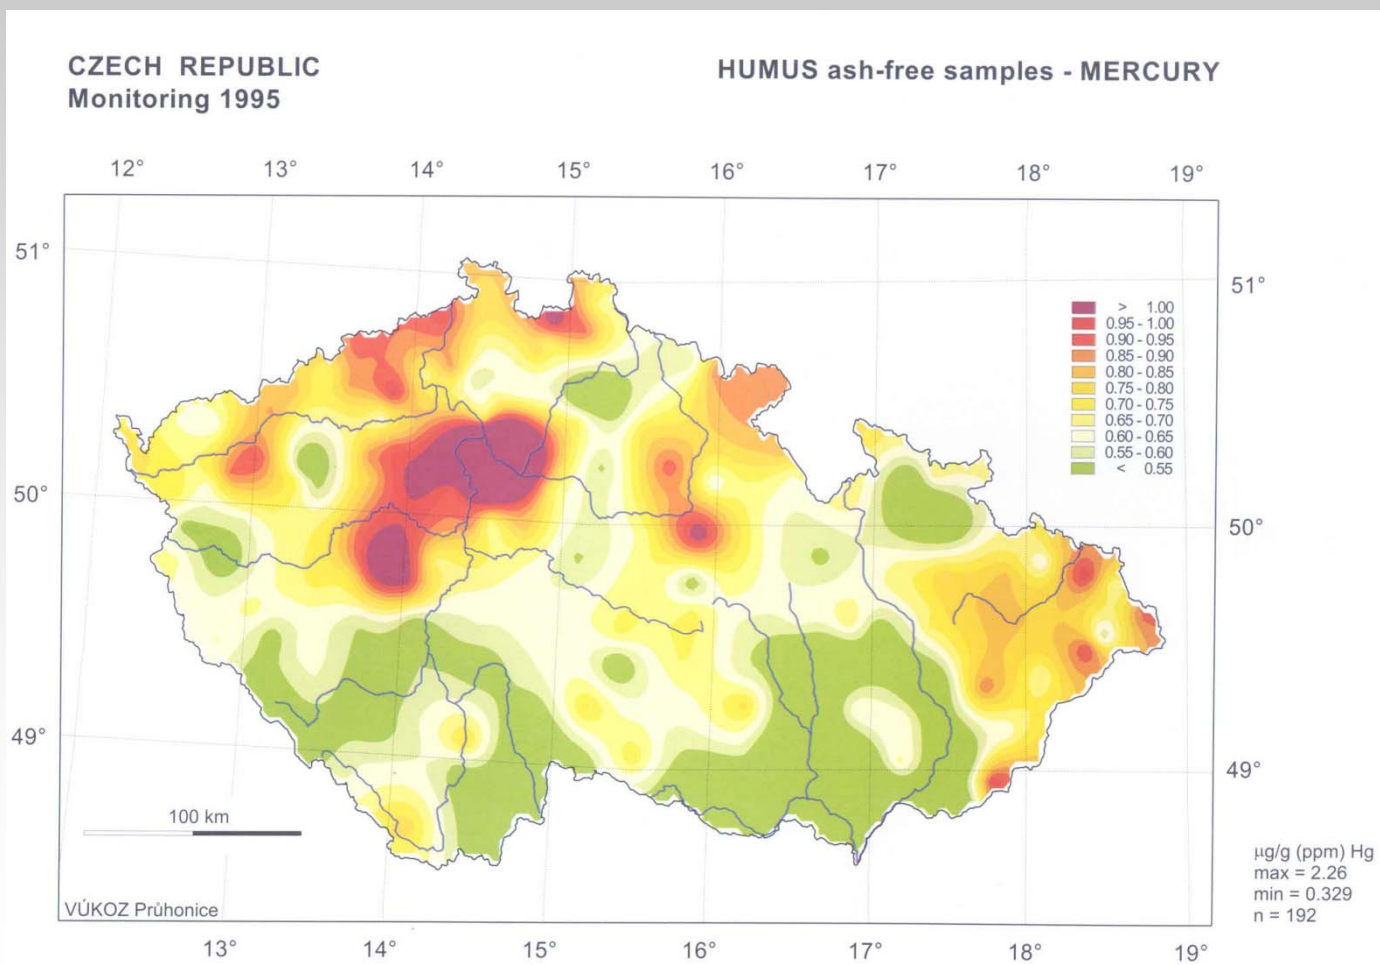 CZECH REPUBLIC
Monitoring 1995
HUMUS ash-free samples - MERCURY
12° 13° 14° 15° 16° 17° 18° 19°
51°
51°
50°
50°
49°
49°
> 1.00
0.95 - 1.00
0.90 - 0.95
0.85 - 0.90
0.80 - 0.85
0.75 - 0.80
0.70 - 0.75
0.65 - 0.70
0.60 - 0.65
0.55 - 0.60
< 0.55
100 km
µg/g (ppm) Hg
max = 2.26
min = 0.329
n = 192
VÚKOZ Průhonice
13° 14° 15° 16° 17° 18° 19°